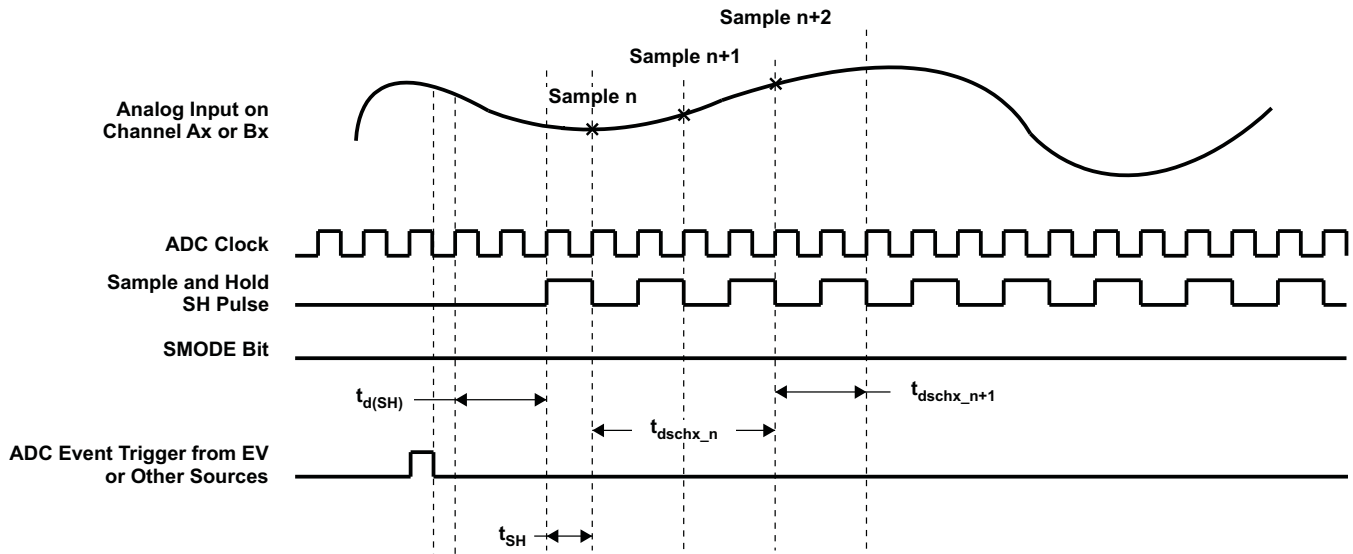 Sample n+2
Sample n+1
Sample n
Analog Input on
Channel Ax or Bx
ADC Clock
Sample and Hold
SH Pulse
SMODE Bit
td(SH)
tdschx_n+1
tdschx_n
ADC Event Trigger from EV
or Other Sources
tSH